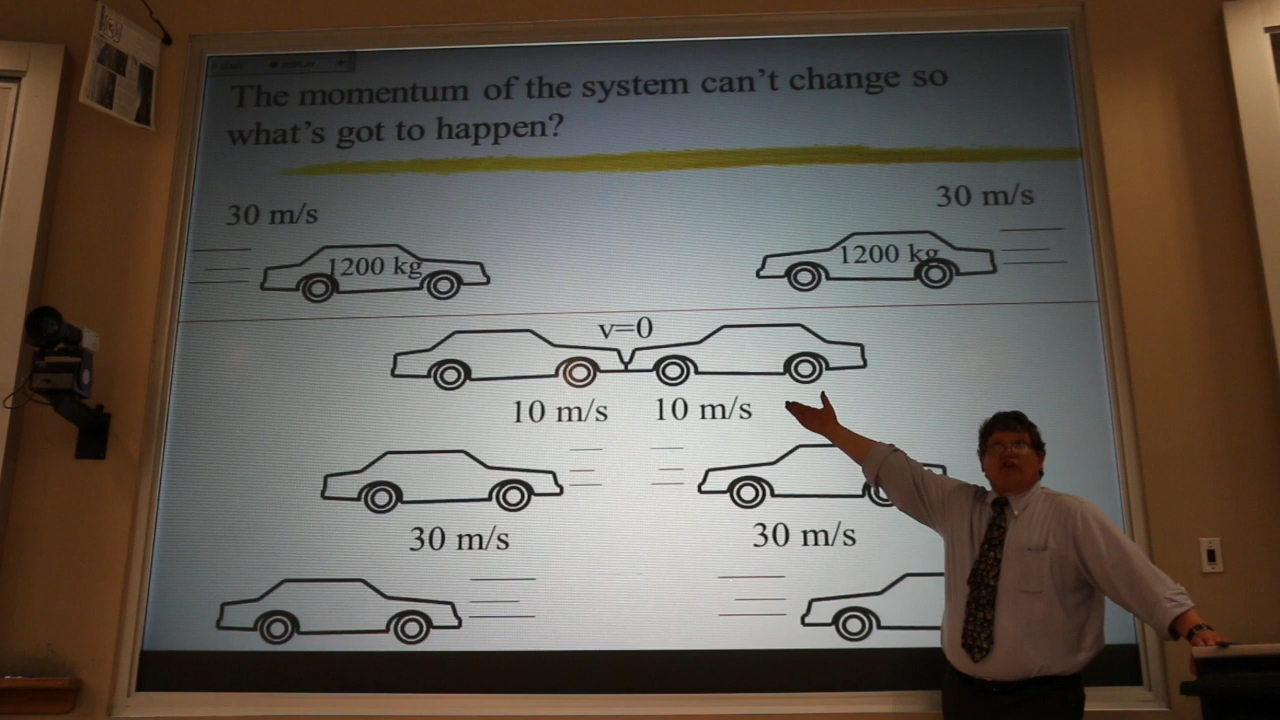 The momentum of the system can't change so
what's got to happen?
30 m/s
30 m/s
1200 kg
1200 kg
v=0
10 m/s
10 m/s
30 m/s
30 m/s